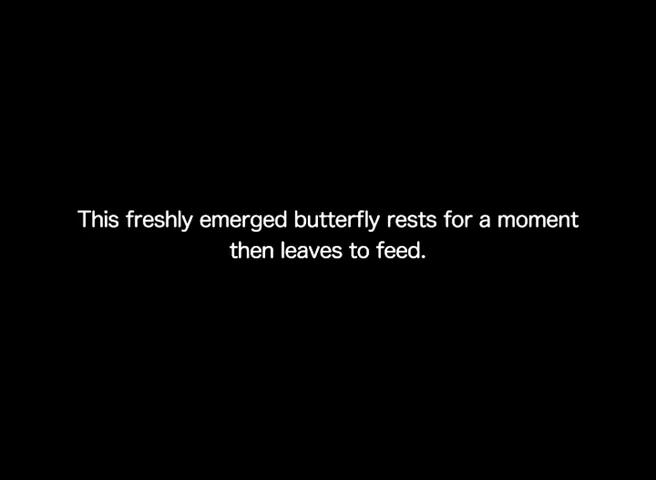 This freshly emerged butterfly rests for a moment
then leaves to feed.